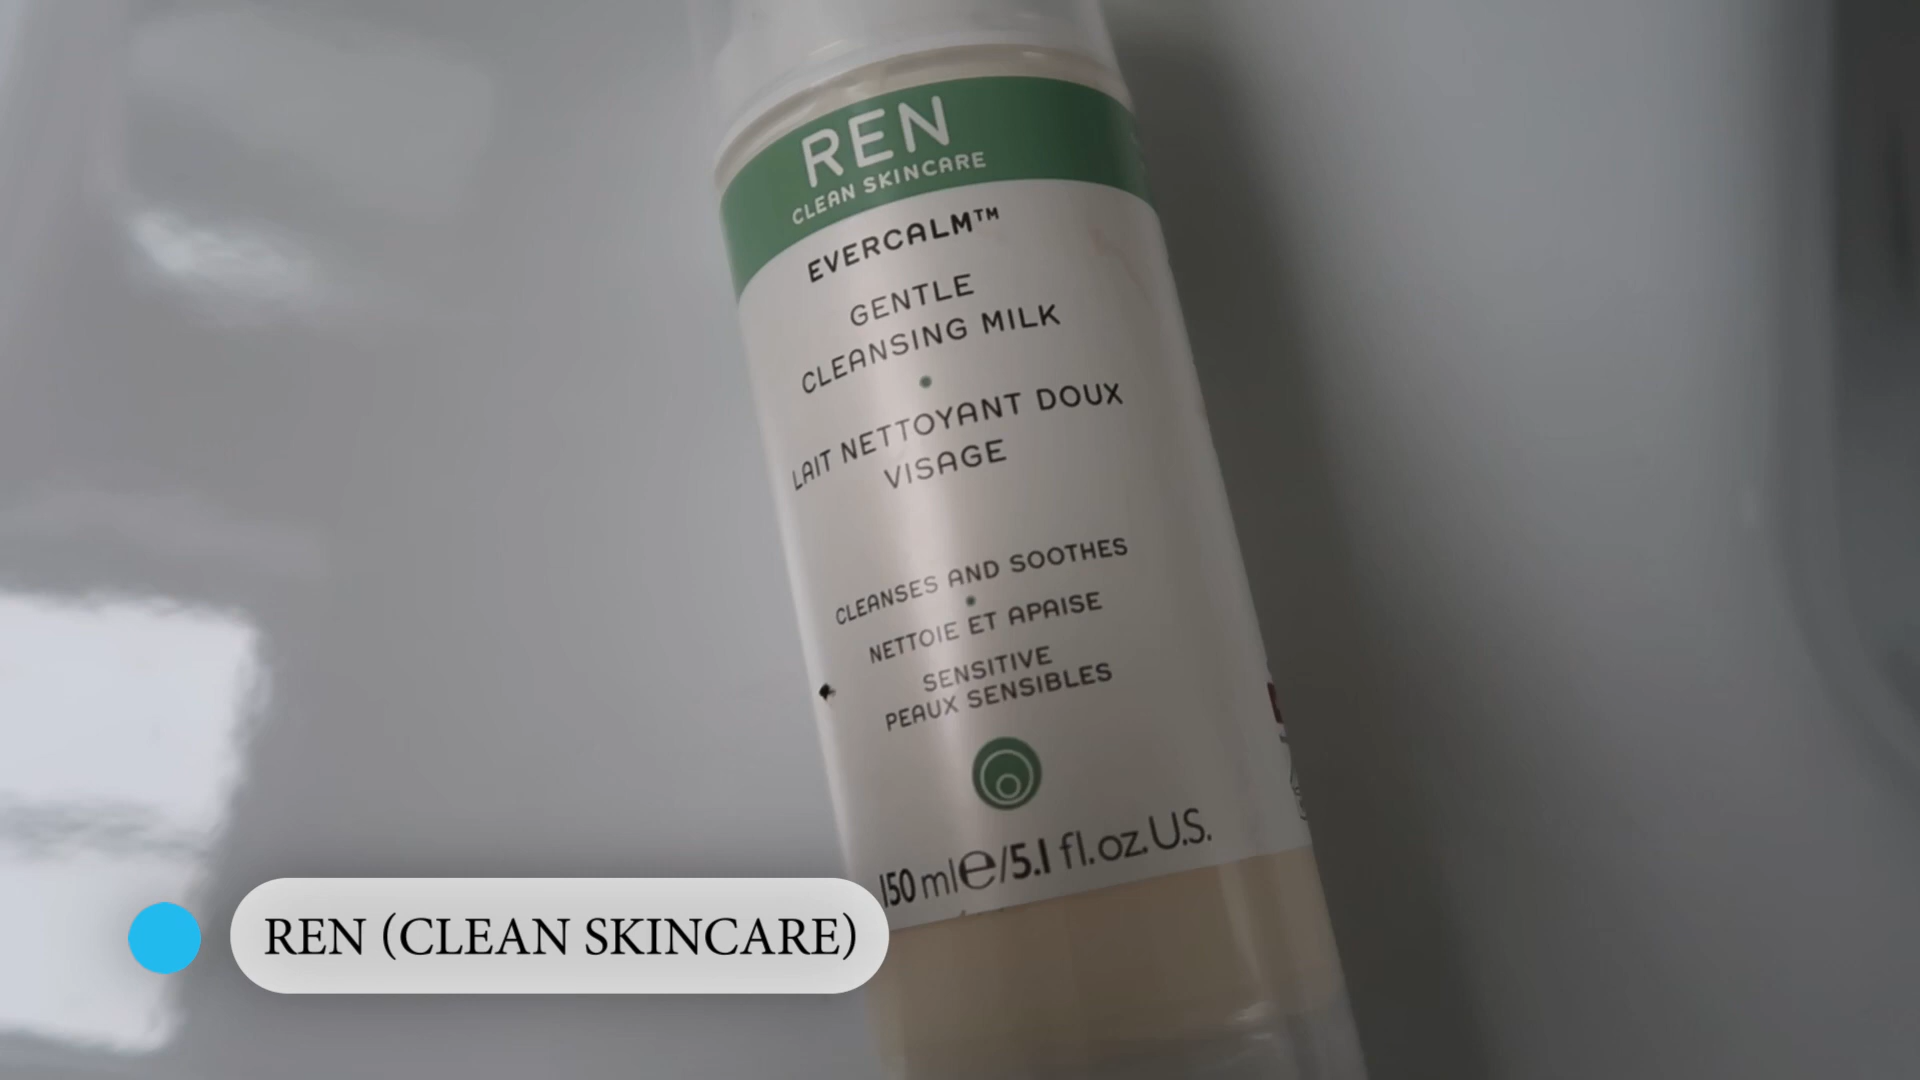 REN
CLEAN SKINCARE
EVERCALM™
GENTLE
CLEANSING MILK
LAIT NETTOYANT DOUX
VISAGE
CLEANSES AND SOOTHES
NETTOIE ET APAISE
SENSITIVE
PEAUX SENSIBLES
150 ml℮/5.1 fl.oz.U.S.
REN (CLEAN SKINCARE)